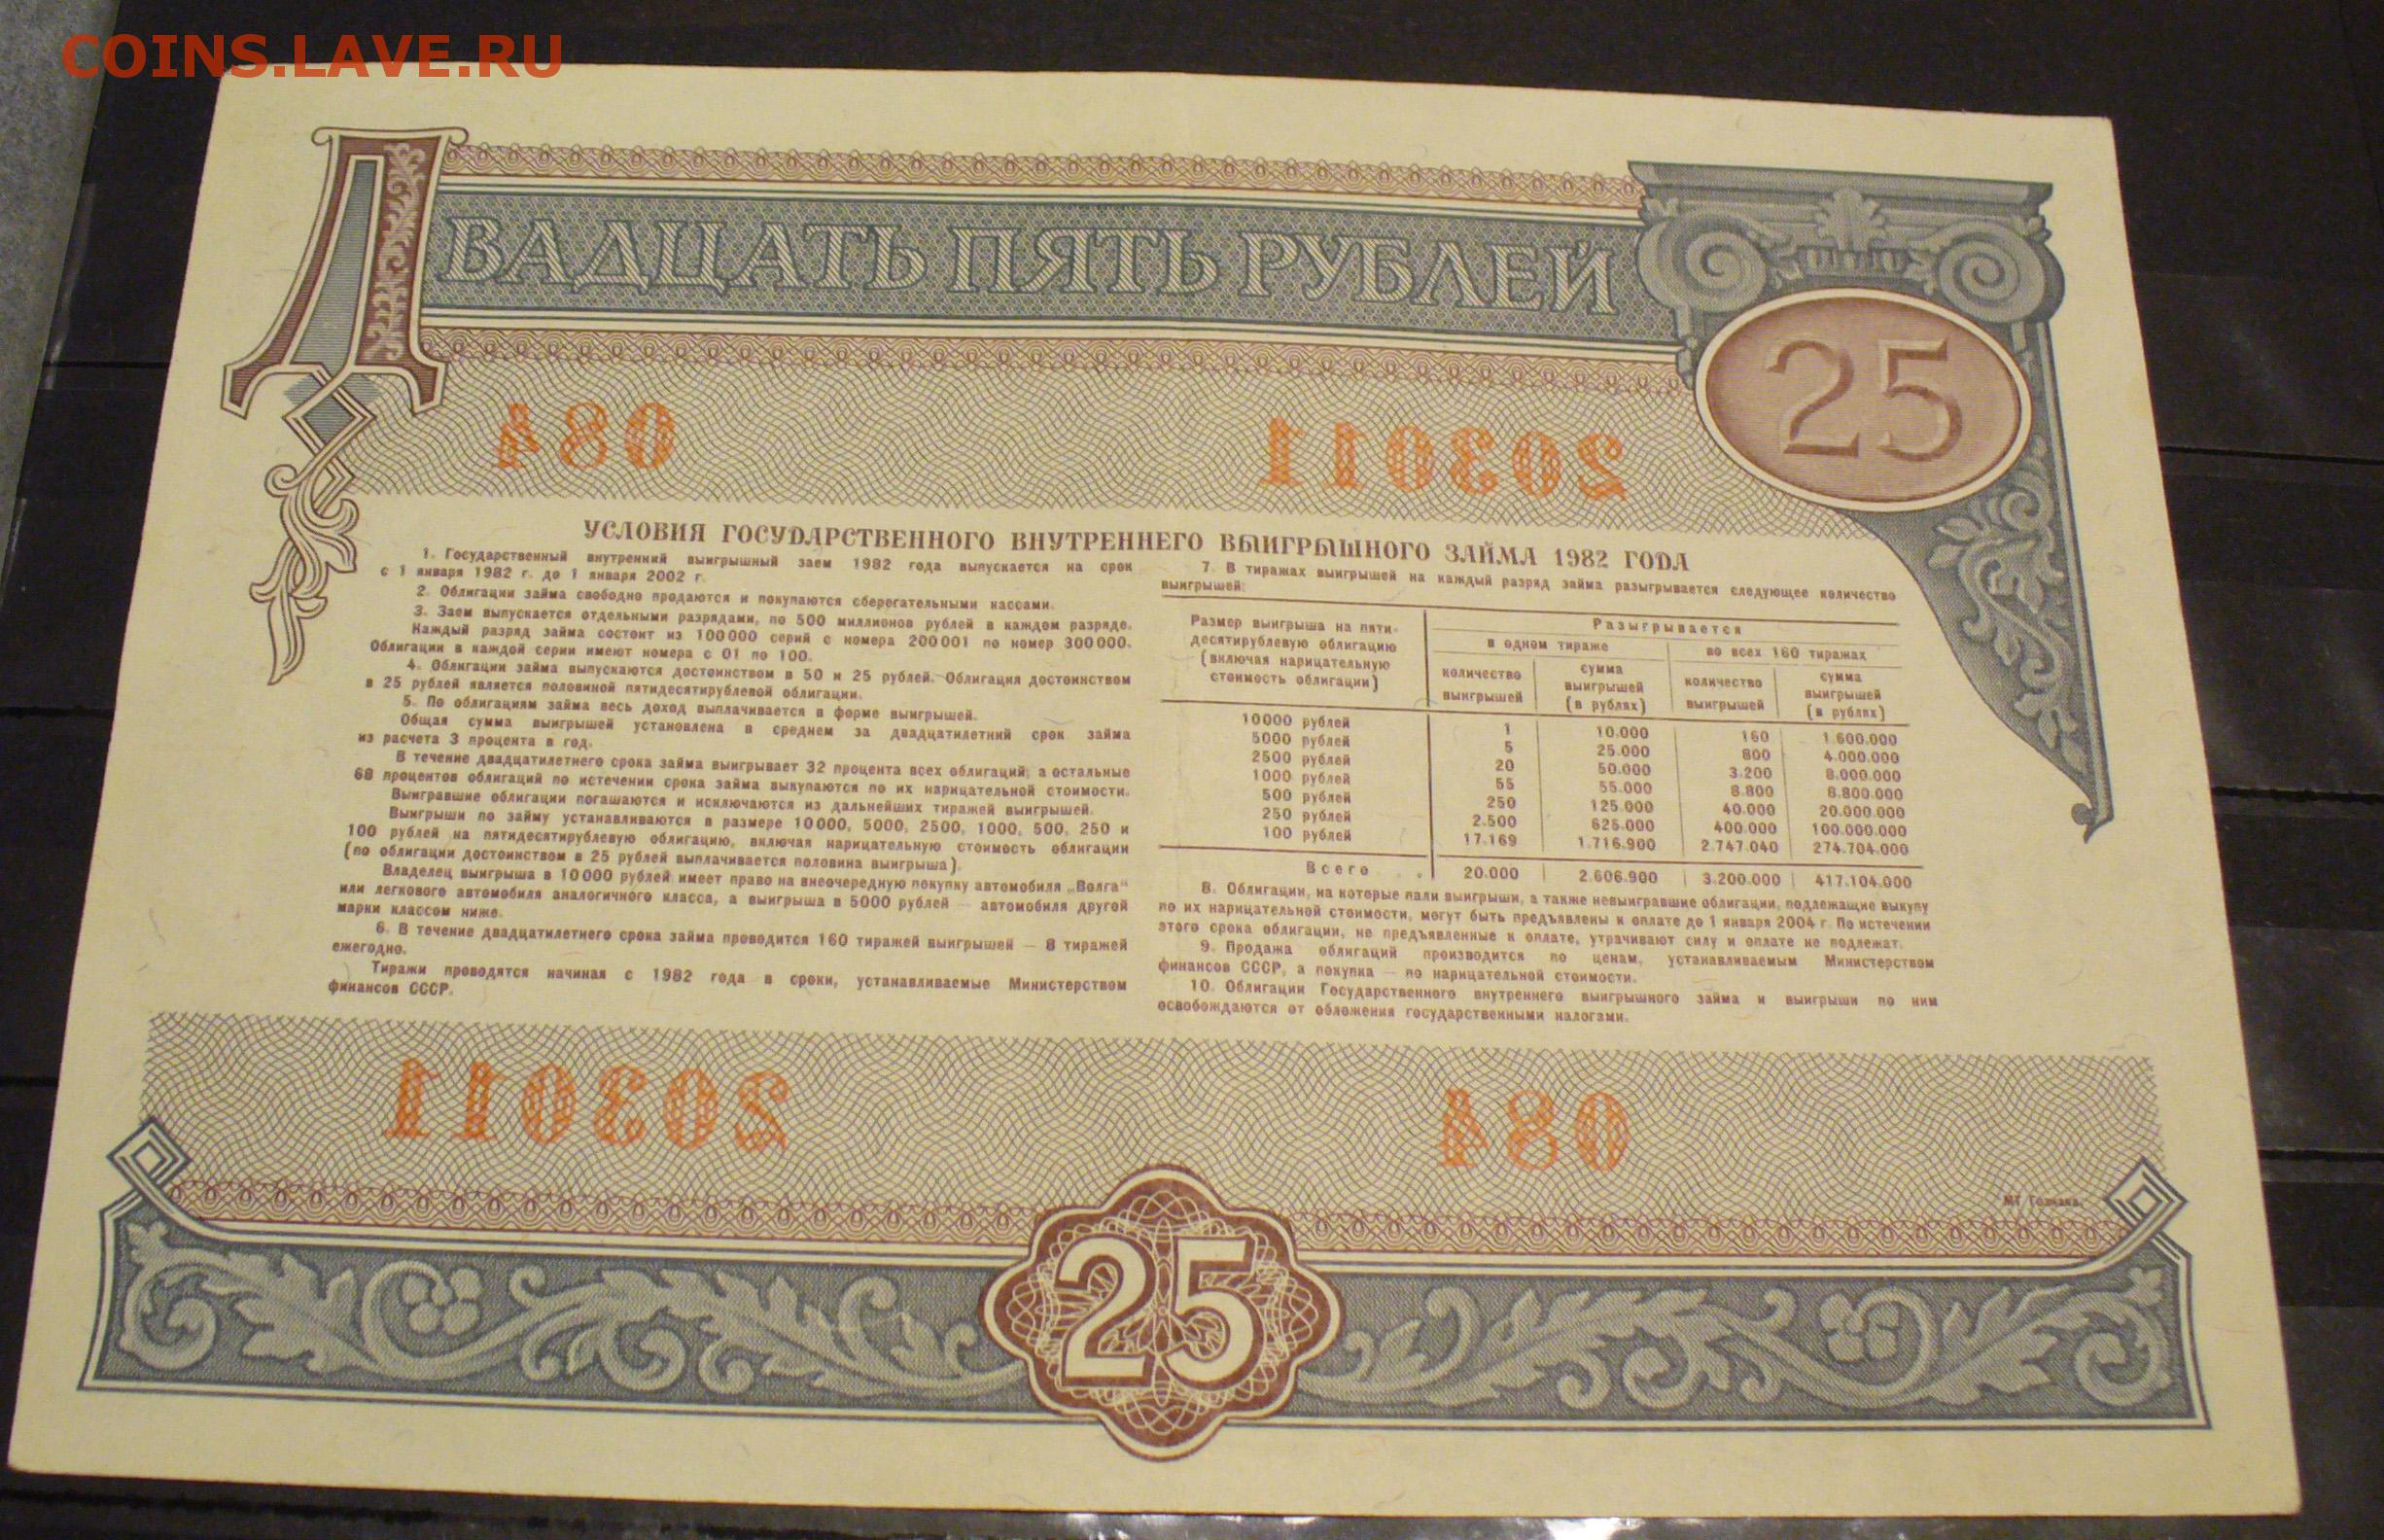 COINS.LAVE.RU
ДВАДЦАТЬ ПЯТЬ РУБЛЕЙ
25
084
203011
УСЛОВИЯ ГОСУДАРСТВЕННОГО ВНУТРЕННЕГО ВЫИГРЫШНОГО ЗАЙМА 1982 ГОДА
1. Государственный внутренний выигрышный заем 1982 года выпускается на срок
с 1 января 1982 г. до 1 января 2002 г.
2. Облигации займа свободно продаются и покупаются сберегательными кассами.
3. Заем выпускается отдельными разрядами, по 500 миллионов рублей в каждом разряде.
Каждый разряд займа состоит из 100 000 серий с номера 200 001 по номер 300 000.
Облигации в каждой серии имеют номера с 01 по 100.
4. Облигации займа выпускаются достоинством в 50 и 25 рублей. Облигация достоинством
в 25 рублей является половиной пятидесятирублевой облигации.
5. По облигациям займа весь доход выплачивается в форме выигрышей.
Общая сумма выигрышей установлена в среднем за двадцатилетний срок займа
из расчета 3 процента в год.
В течение двадцатилетнего срока займа выигрывает 32 процента всех облигаций, а остальные
68 процентов облигаций по истечении срока займа выкупаются по их нарицательной стоимости.
Выигравшие облигации погашаются и исключаются из дальнейших тиражей выигрышей.
Выигрыши по займу устанавливаются в размере 10 000, 5000, 2500, 1000, 500, 250 и
100 рублей на пятидесятирублевую облигацию, включая нарицательную стоимость облигации
(по облигации достоинством в 25 рублей выплачивается половина выигрыша).
Владелец выигрыша в 10 000 рублей имеет право на внеочередную покупку автомобиля „Волга“
или легкового автомобиля аналогичного класса, а выигрыша в 5000 рублей — автомобиля другой
марки классом ниже.
6. В течение двадцатилетнего срока займа проводится 160 тиражей выигрышей — 8 тиражей
ежегодно.
Тиражи проводятся начиная с 1982 года в сроки, устанавливаемые Министерством
финансов СССР.
7. В тиражах выигрышей на каждый разряд займа разыгрывается следующее количество
выигрышей:
Размер выигрыша на пяти-
десятирублевую облигацию
(включая нарицательную
стоимость облигации)
Разыгрывается
в одном тираже
во всех 160 тиражах
количество выигрышей
сумма выигрышей (в рублях)
количество выигрышей
сумма выигрышей (в рублях)
10000 рублей 1 10.000 160 1.600.000
5000 рублей 5 25.000 800 4.000.000
2500 рублей 20 50.000 3.200 8.000.000
1000 рублей 55 55.000 8.800 8.800.000
500 рублей 250 125.000 40.000 20.000.000
250 рублей 2.500 625.000 400.000 100.000.000
100 рублей 17.169 1.716.900 2.747.040 274.704.000
Всего . . 20.000 2.606.900 3.200.000 417.104.000
8. Облигации, на которые пали выигрыши, а также невыигравшие облигации, подлежащие выкупу
по их нарицательной стоимости, могут быть предъявлены к оплате до 1 января 2004 г. По истечении
этого срока облигации, не предъявленные к оплате, утрачивают силу и оплате не подлежат.
9. Продажа облигаций производится по ценам, устанавливаемым Министерством
финансов СССР, а покупка — по нарицательной стоимости.
10. Облигации Государственного внутреннего выигрышного займа и выигрыши по ним
освобождаются от обложения государственными налогами.
203011
084
МТ Гознака.
25